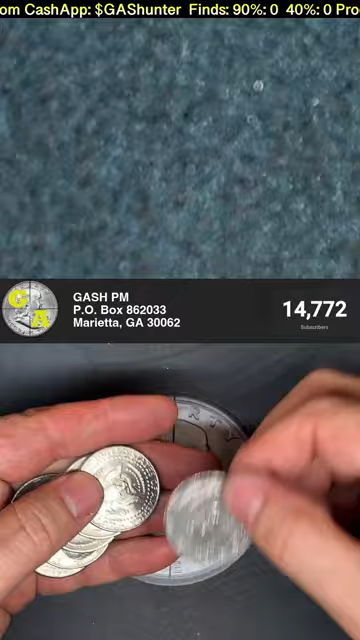 om CashApp: $GAShunter Finds: 90%: 0 40%: 0 Pro
GA
GASH PM
P.O. Box 862033
Marietta, GA 30062
14,772
Subscribers